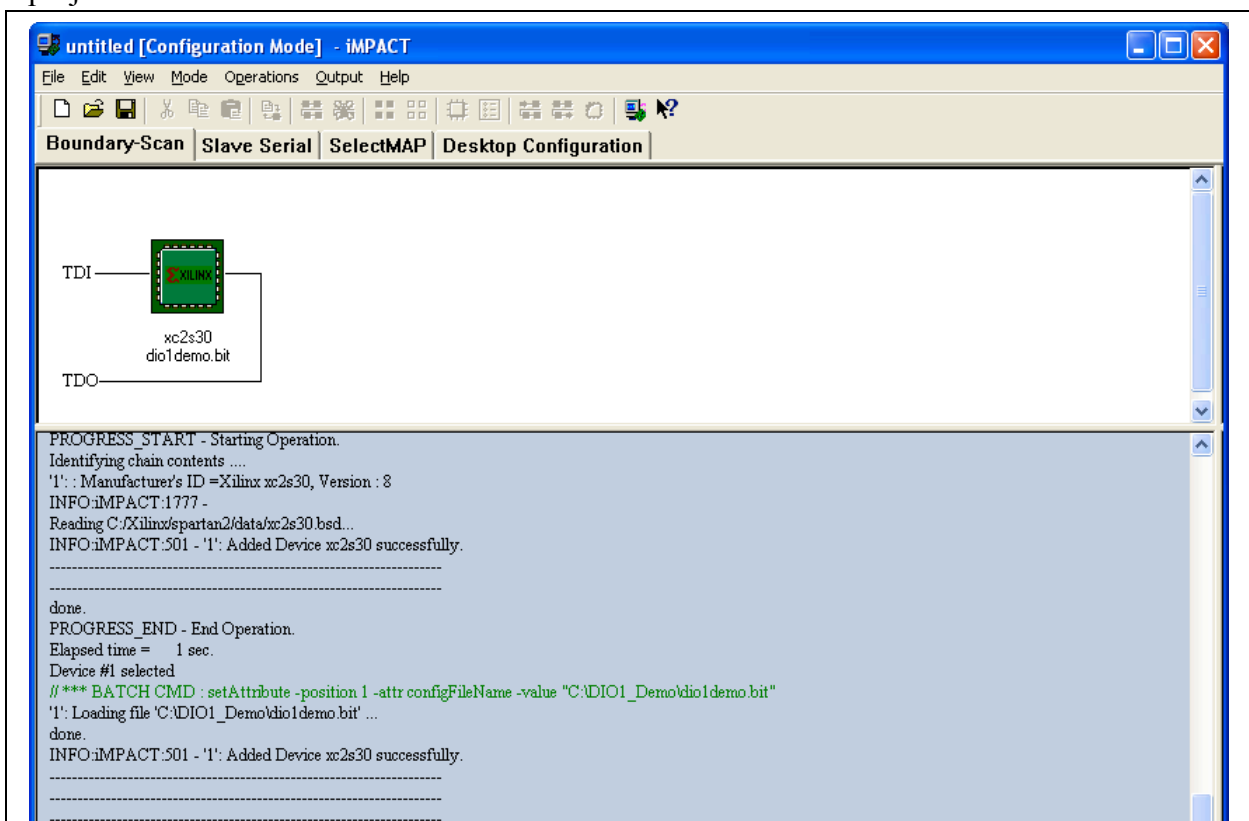 untitled [Configuration Mode] - iMPACT
File Edit View Mode Operations Output Help
Boundary-Scan Slave Serial SelectMAP Desktop Configuration
TDI
XILINX
xc2s30
dio1demo.bit
TDO
PROGRESS_START - Starting Operation.
Identifying chain contents ....
'1': : Manufacturer's ID =Xilinx xc2s30, Version : 8
INFO:iMPACT:1777 -
Reading C:/Xilinx/spartan2/data/xc2s30.bsd...
INFO:iMPACT:501 - '1': Added Device xc2s30 successfully.
----------------------------------------------------------------------
----------------------------------------------------------------------
done.
PROGRESS_END - End Operation.
Elapsed time = 1 sec.
Device #1 selected
// *** BATCH CMD : setAttribute -position 1 -attr configFileName -value "C:\DIO1_Demo\dio1demo.bit"
'1': Loading file 'C:\DIO1_Demo\dio1demo.bit' ...
done.
INFO:iMPACT:501 - '1': Added Device xc2s30 successfully.
----------------------------------------------------------------------
----------------------------------------------------------------------
----------------------------------------------------------------------